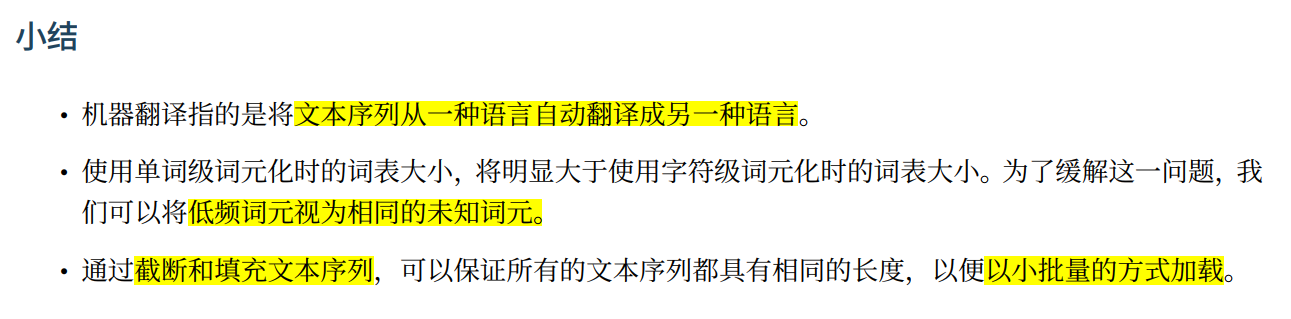 小结
• 机器翻译指的是将文本序列从一种语言自动翻译成另一种语言。
• 使用单词级词元化时的词表大小，将明显大于使用字符级词元化时的词表大小。为了缓解这一问题，我
们可以将低频词元视为相同的未知词元。
• 通过截断和填充文本序列，可以保证所有的文本序列都具有相同的长度，以便以小批量的方式加载。